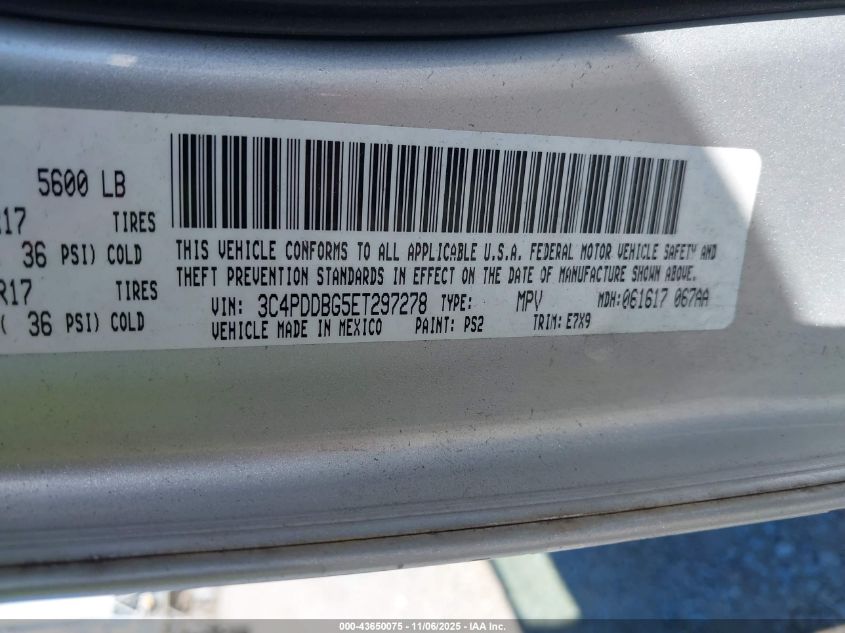 5600 LB
R17 TIRES
36 PSI) COLD
R17 TIRES
( 36 PSI) COLD
THIS VEHICLE CONFORMS TO ALL APPLICABLE U.S.A. FEDERAL MOTOR VEHICLE SAFETY AND
THEFT PREVENTION STANDARDS IN EFFECT ON THE DATE OF MANUFACTURE SHOWN ABOVE.
VIN: 3C4PDDBG5ET297278 TYPE: MPV MDH:061617 067AA
VEHICLE MADE IN MEXICO PAINT: PS2 TRIM: E7X9
000-43650075 - 11/06/2025 - IAA Inc.